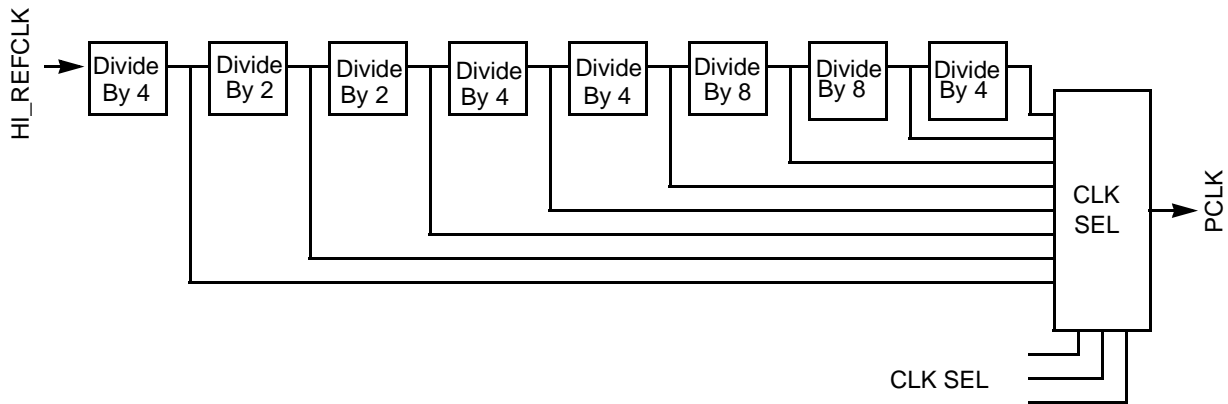 HI_REFCLK
Divide
By 4
Divide
By 2
Divide
By 2
Divide
By 4
Divide
By 4
Divide
By 8
Divide
By 8
Divide
By 4
CLK
SEL
PCLK
CLK SEL